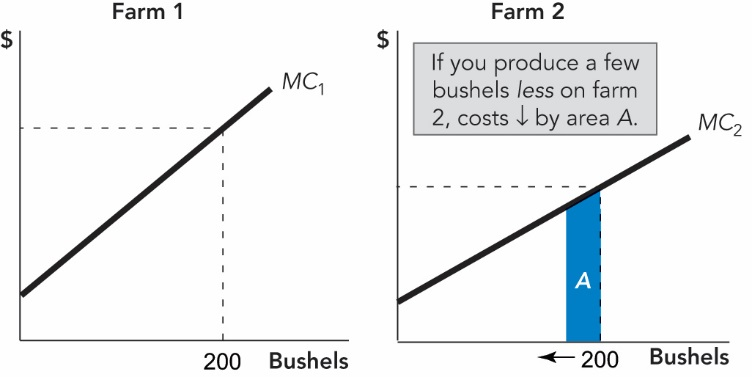 Farm 1
$
MC1
200
Bushels
Farm 2
$
If you produce a few
bushels less on farm
2, costs ↓ by area A.
MC2
A
← 200
Bushels